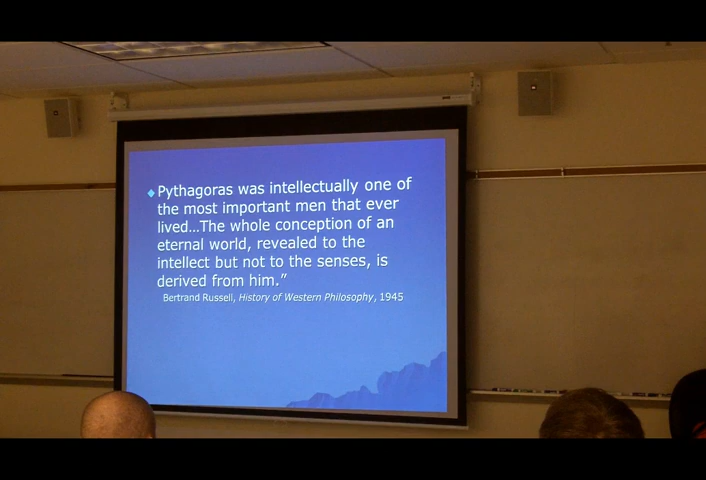 Pythagoras was intellectually one of
the most important men that ever
lived...The whole conception of an
eternal world, revealed to the
intellect but not to the senses, is
derived from him.”
Bertrand Russell, History of Western Philosophy, 1945